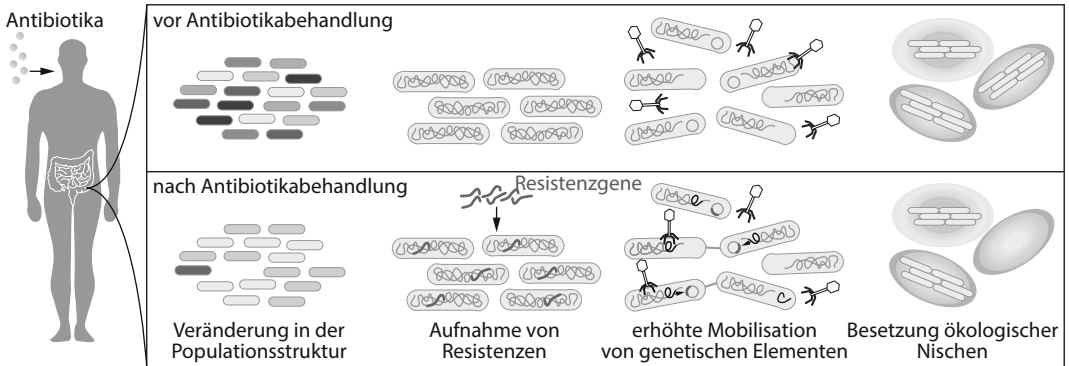 Antibiotika
vor Antibiotikabehandlung
nach Antibiotikabehandlung
Resistenzgene
Veränderung in der
Populationsstruktur
Aufnahme von
Resistenzen
erhöhte Mobilisation
von genetischen Elementen
Besetzung ökologischer
Nischen